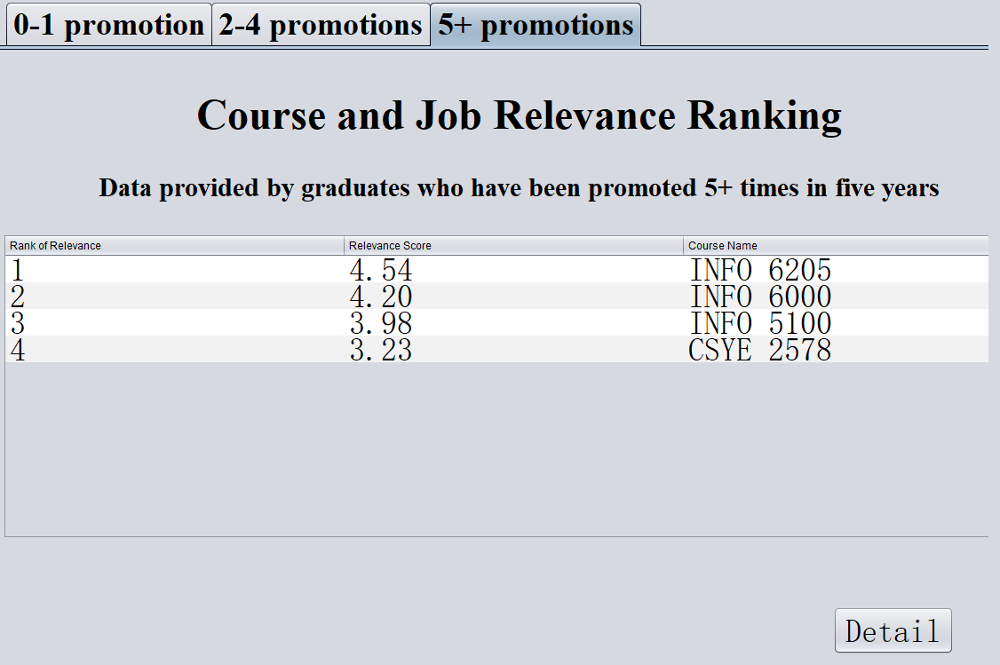 0-1 promotion 2-4 promotions 5+ promotions
Course and Job Relevance Ranking
Data provided by graduates who have been promoted 5+ times in five years
Rank of Relevance Relevance Score Course Name
1 4.54 INFO 6205
2 4.20 INFO 6000
3 3.98 INFO 5100
4 3.23 CSYE 2578
Detail